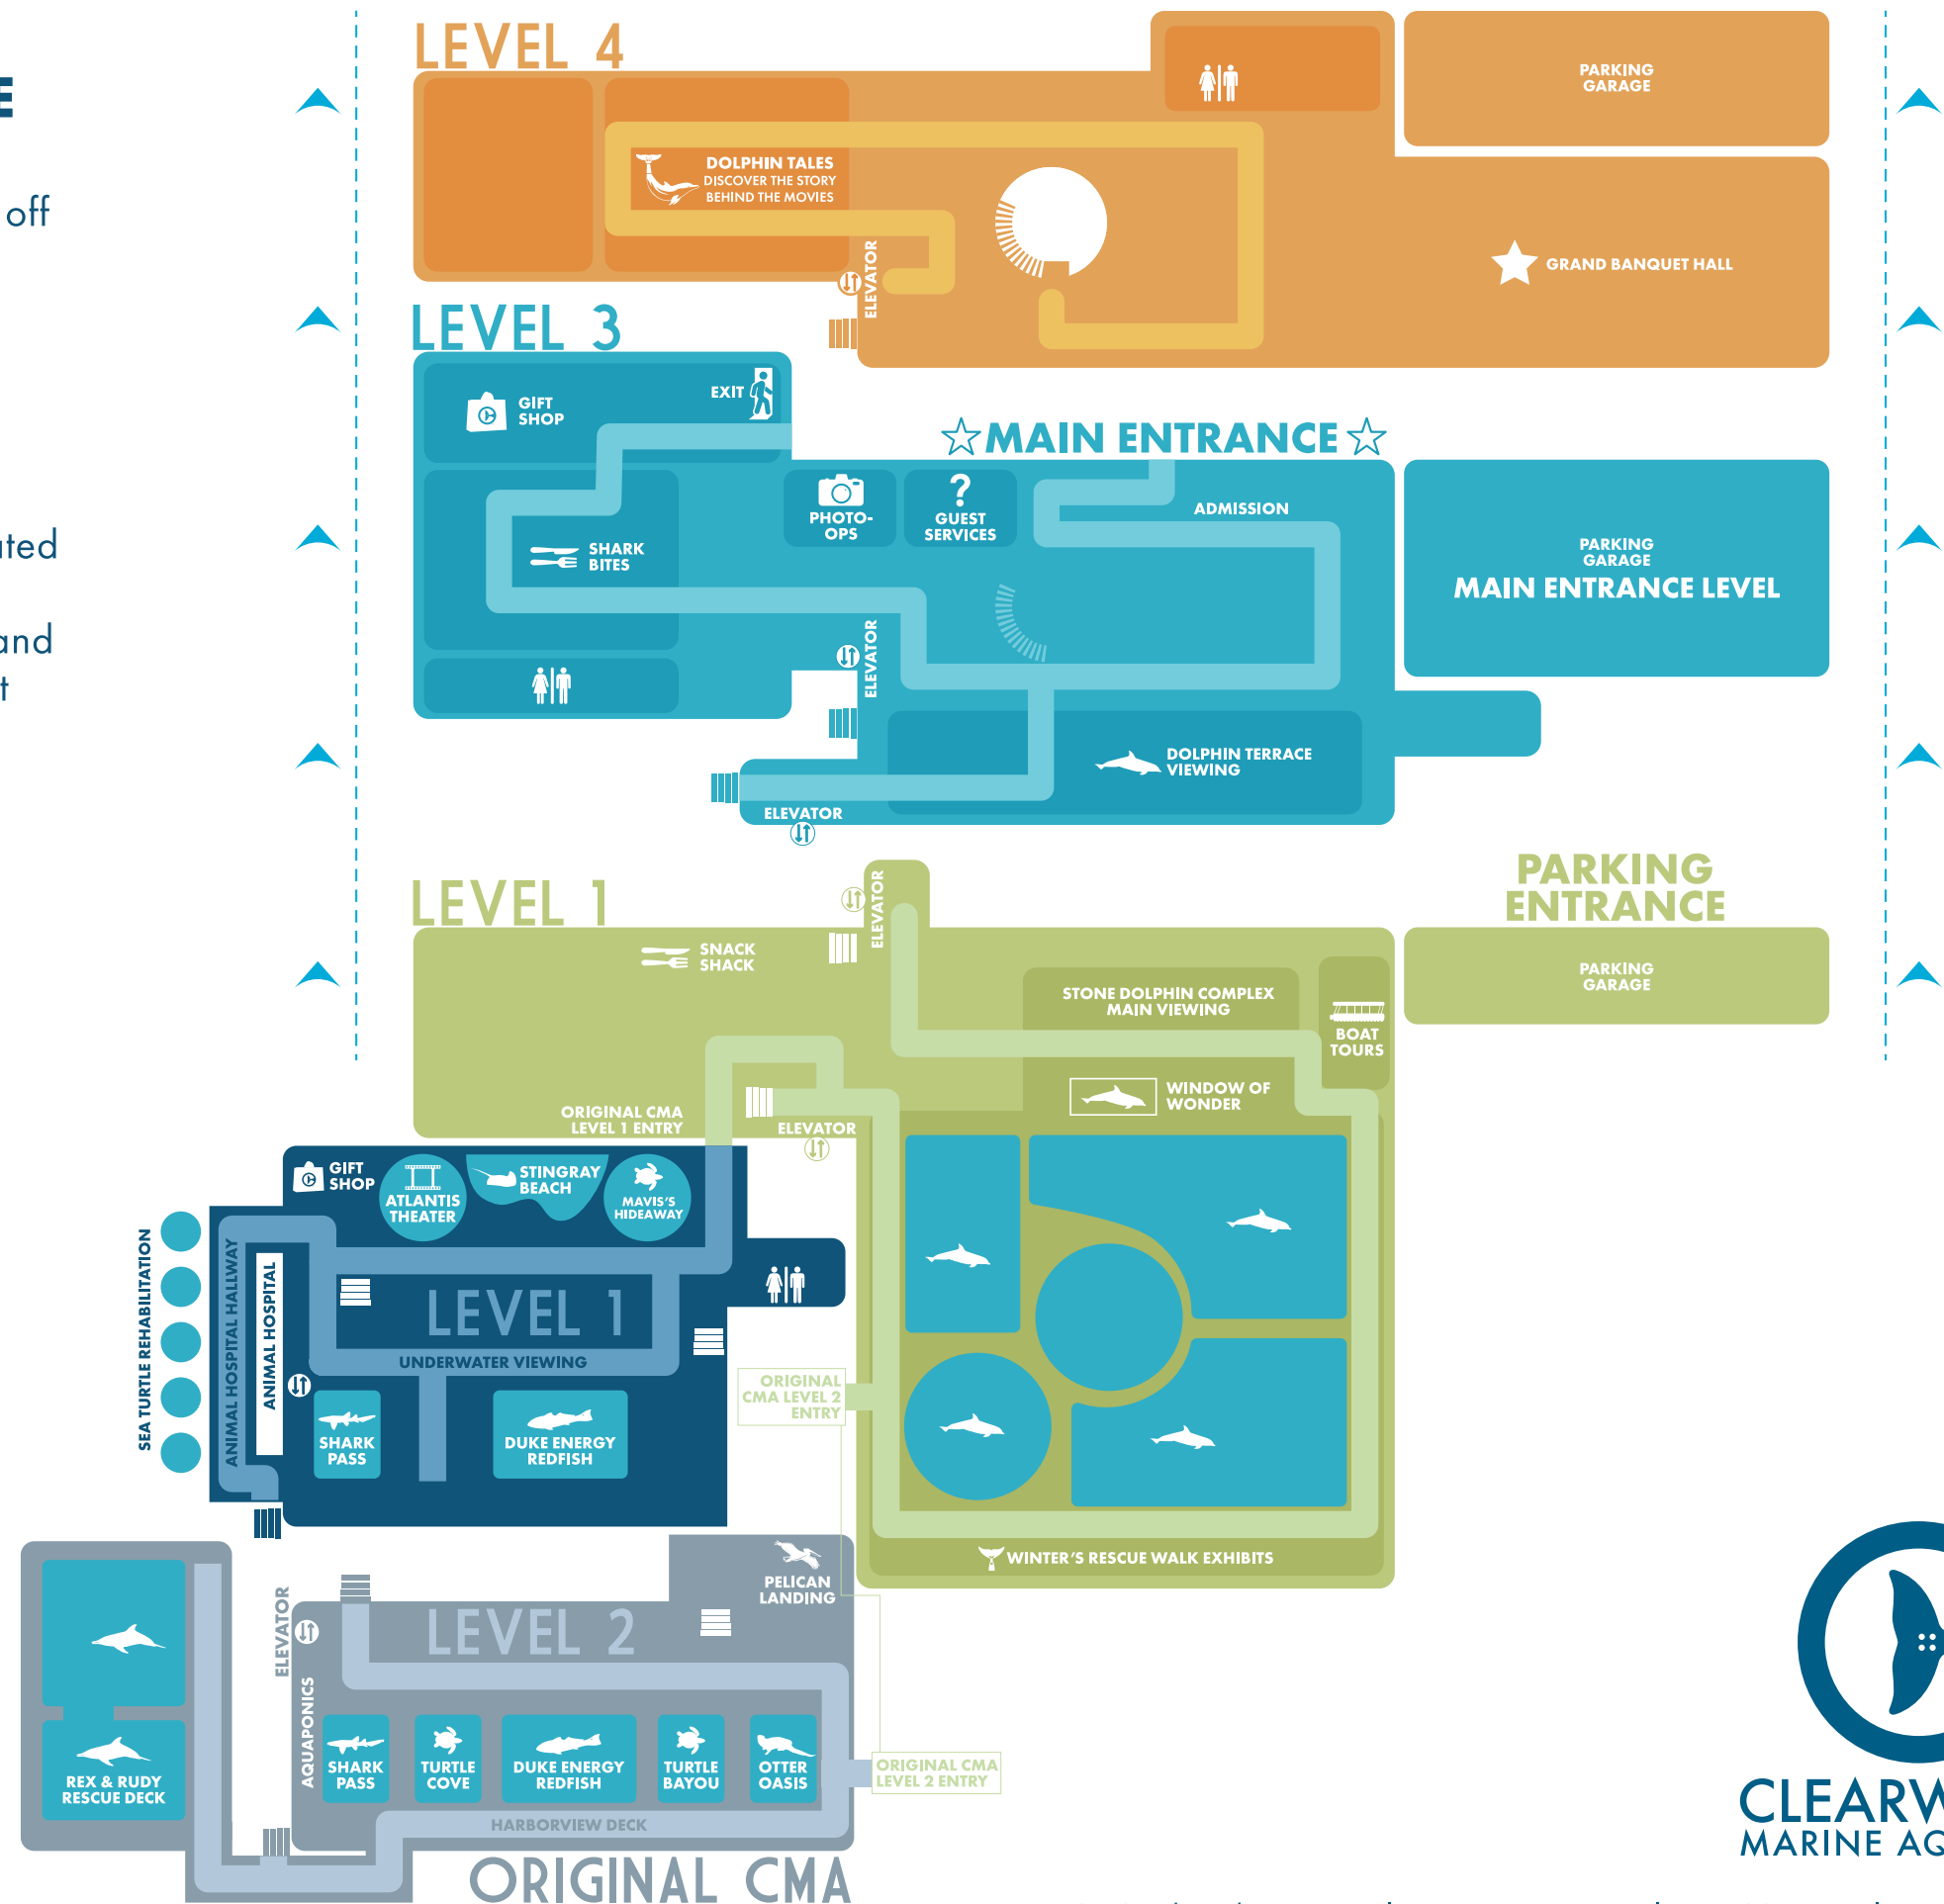 E
off
ated
and
t
LEVEL 4
PARKING
GARAGE
DOLPHIN TALES
DISCOVER THE STORY
BEHIND THE MOVIES
ELEVATOR
GRAND BANQUET HALL
LEVEL 3
GIFT
SHOP
EXIT
MAIN ENTRANCE
PHOTO-
OPS
?
GUEST
SERVICES
ADMISSION
SHARK
BITES
PARKING
GARAGE
MAIN ENTRANCE LEVEL
ELEVATOR
DOLPHIN TERRACE
VIEWING
ELEVATOR
PARKING
ENTRANCE
LEVEL 1
ELEVATOR
SNACK
SHACK
PARKING
GARAGE
STONE DOLPHIN COMPLEX
MAIN VIEWING
BOAT
TOURS
WINDOW OF
WONDER
ORIGINAL CMA
LEVEL 1 ENTRY
ELEVATOR
GIFT
SHOP
ATLANTIS
THEATER
STINGRAY
BEACH
MAVIS'S
HIDEAWAY
SEA TURTLE REHABILITATION
ANIMAL HOSPITAL HALLWAY
ANIMAL HOSPITAL
LEVEL 1
UNDERWATER VIEWING
ORIGINAL
CMA LEVEL 2
ENTRY
SHARK
PASS
DUKE ENERGY
REDFISH
WINTER'S RESCUE WALK EXHIBITS
PELICAN
LANDING
ELEVATOR
LEVEL 2
AQUAPONICS
REX & RUDY
RESCUE DECK
SHARK
PASS
TURTLE
COVE
DUKE ENERGY
REDFISH
TURTLE
BAYOU
OTTER
OASIS
ORIGINAL CMA
LEVEL 2 ENTRY
HARBORVIEW DECK
ORIGINAL CMA
CLEARW
MARINE AQ